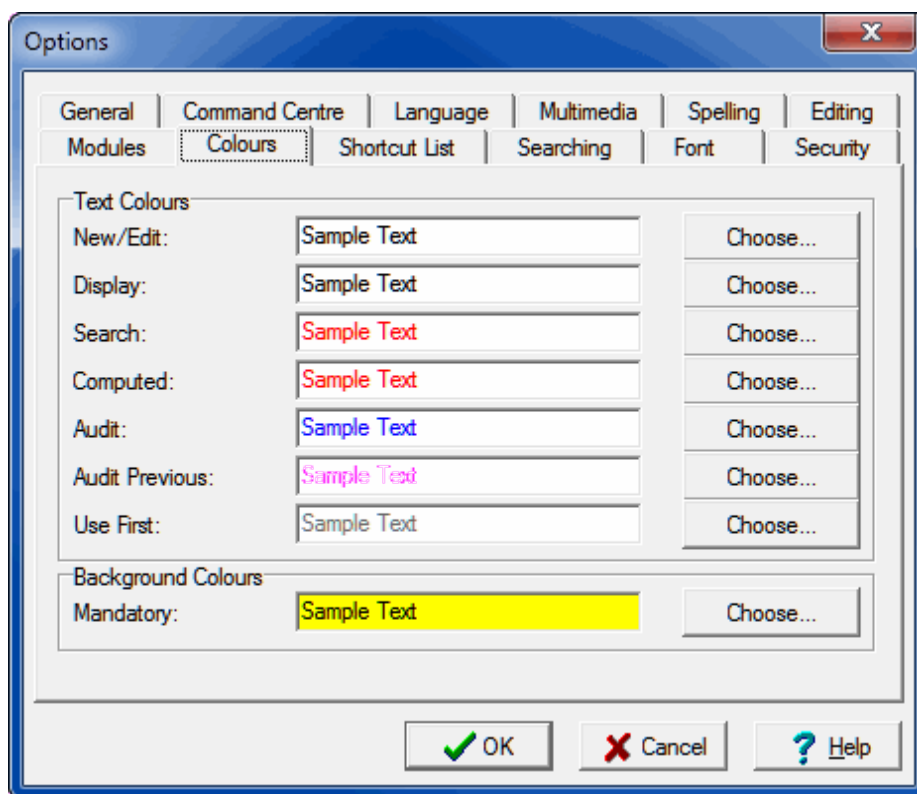 Options
General Command Centre Language Multimedia Spelling Editing
Modules Colours Shortcut List Searching Font Security
Text Colours
New/Edit: Sample Text Choose...
Display: Sample Text Choose...
Search: Sample Text Choose...
Computed: Sample Text Choose...
Audit: Sample Text Choose...
Audit Previous: Sample Text Choose...
Use First: Sample Text Choose...
Background Colours
Mandatory: Sample Text Choose...
OK Cancel Help